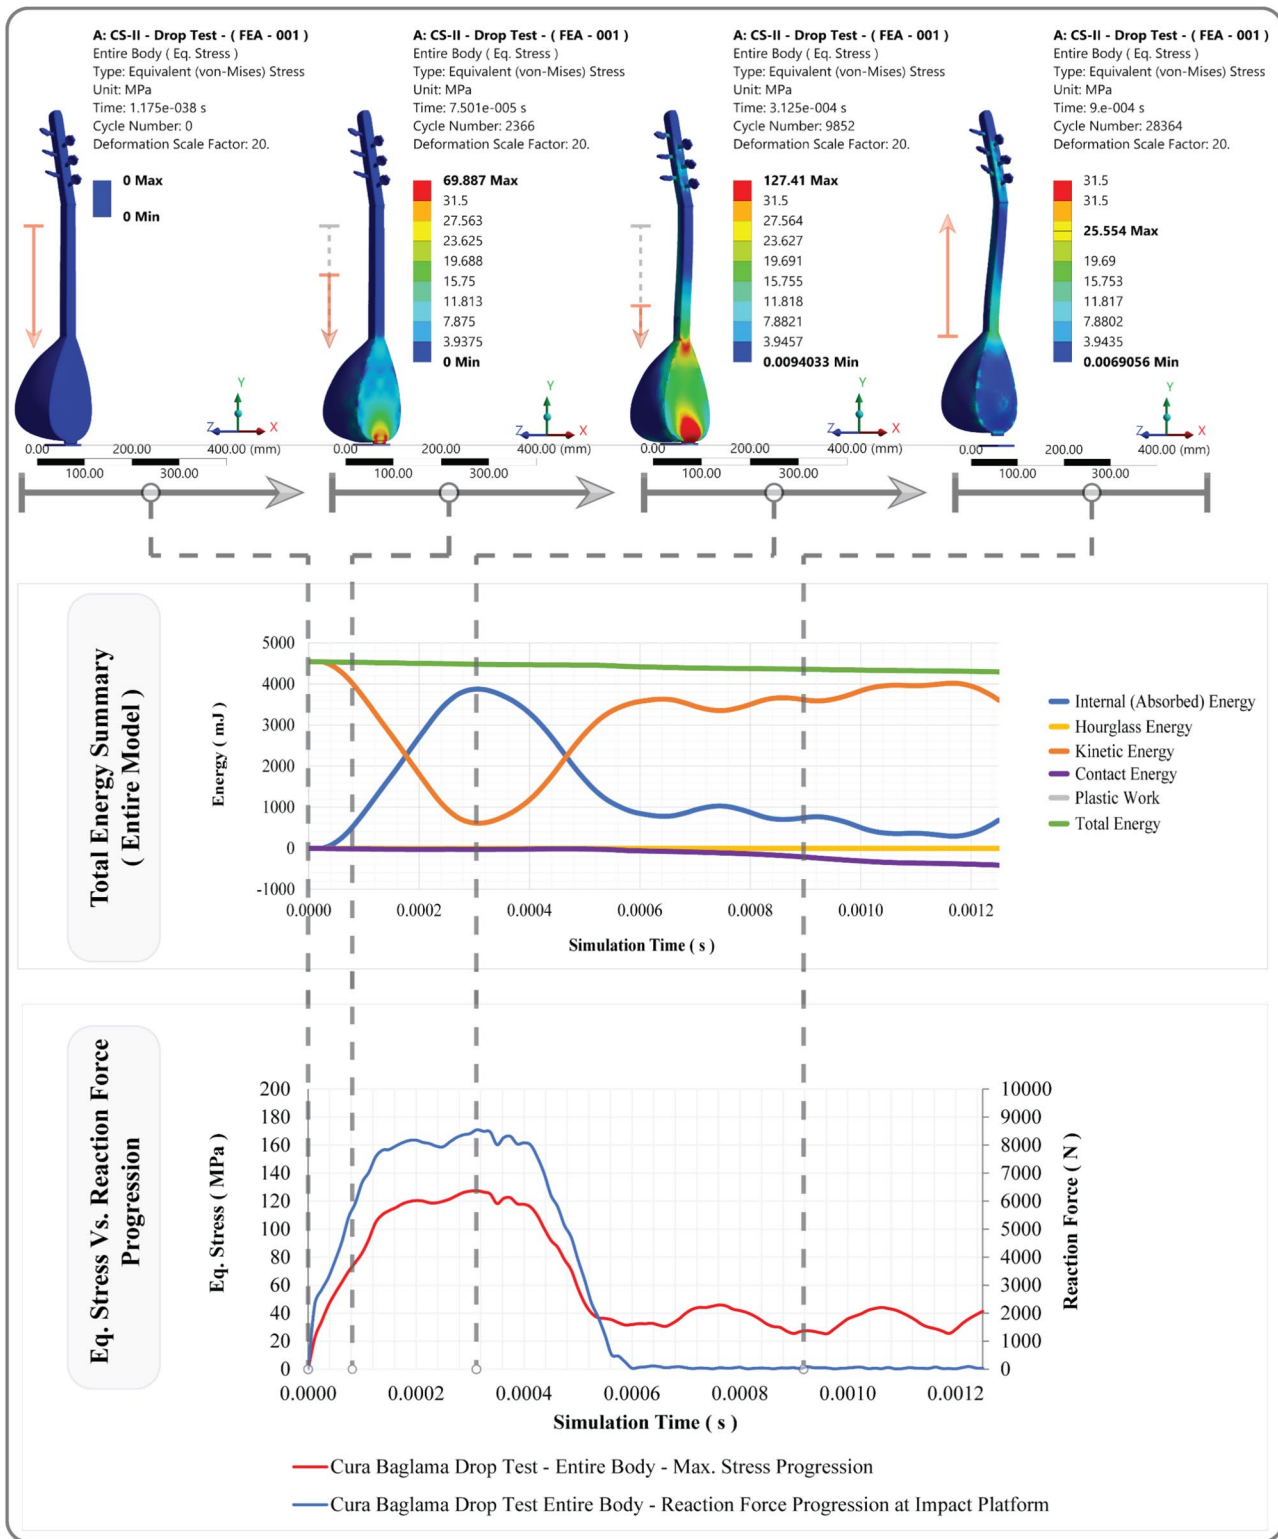 A: CS-II - Drop Test - ( FEA - 001 )
Entire Body ( Eq. Stress )
Type: Equivalent (von-Mises) Stress
Unit: MPa
Time: 1.175e-038 s
Cycle Number: 0
Deformation Scale Factor: 20.
0 Max
0 Min
Y
Z
X
0.00
200.00
400.00 (mm)
100.00
300.00
A: CS-II - Drop Test - ( FEA - 001 )
Entire Body ( Eq. Stress )
Type: Equivalent (von-Mises) Stress
Unit: MPa
Time: 7.501e-005 s
Cycle Number: 2366
Deformation Scale Factor: 20.
69.887 Max
31.5
27.563
23.625
19.688
15.75
11.813
7.875
3.9375
0 Min
Y
Z
X
0.00
200.00
400.00 (mm)
100.00
300.00
A: CS-II - Drop Test - ( FEA - 001 )
Entire Body ( Eq. Stress )
Type: Equivalent (von-Mises) Stress
Unit: MPa
Time: 3.125e-004 s
Cycle Number: 9852
Deformation Scale Factor: 20.
127.41 Max
31.5
27.564
23.627
19.691
15.755
11.818
7.8821
3.9457
0.0094033 Min
Y
Z
X
0.00
200.00
400.00 (mm)
100.00
300.00
A: CS-II - Drop Test - ( FEA - 001 )
Entire Body ( Eq. Stress )
Type: Equivalent (von-Mises) Stress
Unit: MPa
Time: 9.e-004 s
Cycle Number: 28364
Deformation Scale Factor: 20.
31.5
31.5
25.554 Max
19.69
15.753
11.817
7.8802
3.9435
0.0069056 Min
Y
Z
X
0.00
200.00
400.00 (mm)
100.00
300.00
Total Energy Summary
( Entire Model )
Energy ( mJ )
5000
4000
3000
2000
1000
0
-1000
0.0000
0.0002
0.0004
0.0006
0.0008
0.0010
0.0012
Simulation Time ( s )
Internal (Absorbed) Energy
Hourglass Energy
Kinetic Energy
Contact Energy
Plastic Work
Total Energy
Eq. Stress Vs. Reaction Force
Progression
Eq. Stress ( MPa )
200
180
160
140
120
100
80
60
40
20
0
10000
9000
8000
7000
6000
5000
4000
3000
2000
1000
0
Reaction Force ( N )
0.0000
0.0002
0.0004
0.0006
0.0008
0.0010
0.0012
Simulation Time ( s )
Cura Baglama Drop Test - Entire Body - Max. Stress Progression
Cura Baglama Drop Test Entire Body - Reaction Force Progression at Impact Platform